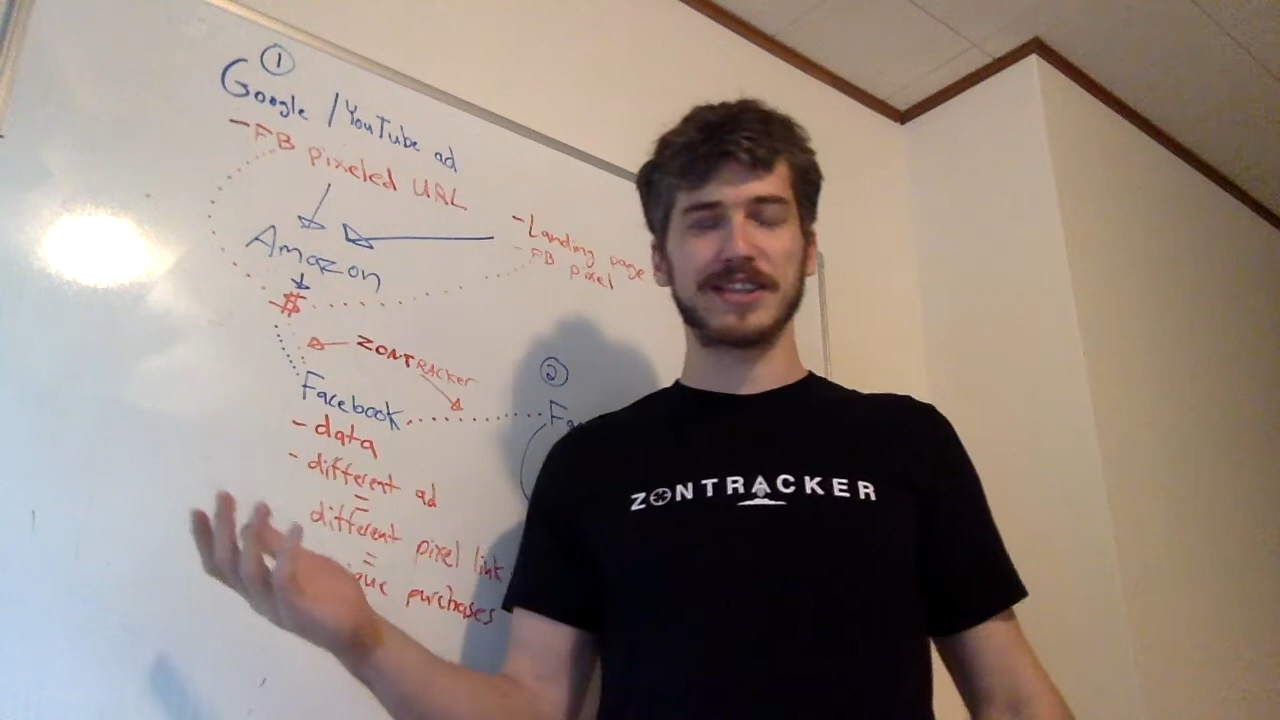 1
Google / YouTube ad
- FB pixeled URL
- Landing page
- FB pixel
Amazon
$
ZONTRACKER
2
Facebook
- data
- different ad
=
different pixel link
=
purchases
ZONTRACKER